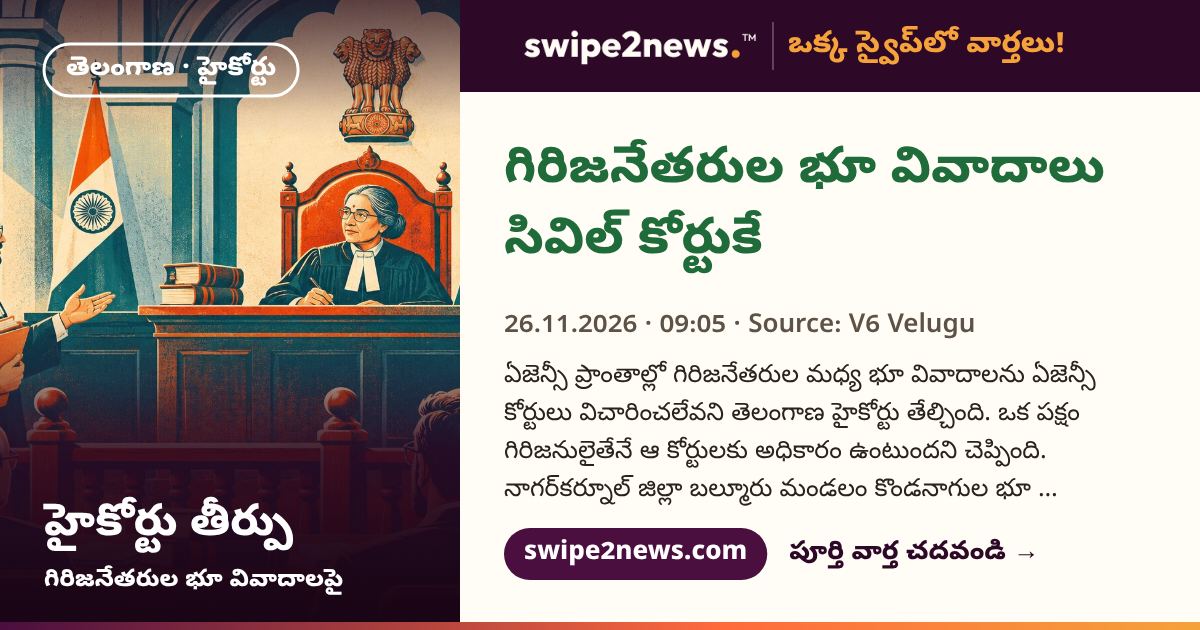 తెలంగాణ · హైకోర్టు
swipe2news.™ ఒక్క స్వైప్‌లో వార్తలు!
గిరిజనేతరుల భూ వివాదాలు
సివిల్ కోర్టుకే
26.11.2026 · 09:05 · Source: V6 Velugu
ఏజెన్సీ ప్రాంతాల్లో గిరిజనేతరుల మధ్య భూ వివాదాలను ఏజెన్సీ
కోర్టులు విచారించలేవని తెలంగాణ హైకోర్టు తేల్చింది. ఒక పక్షం
గిరిజనులైతేనే ఆ కోర్టులకు అధికారం ఉంటుందని చెప్పింది.
నాగర్‌కర్నూల్ జిల్లా బల్మూరు మండలం కొండనాగుల భూ ...
swipe2news.com పూర్తి వార్త చదవండి →
హైకోర్టు తీర్పు
గిరిజనేతరుల భూ వివాదాలపై